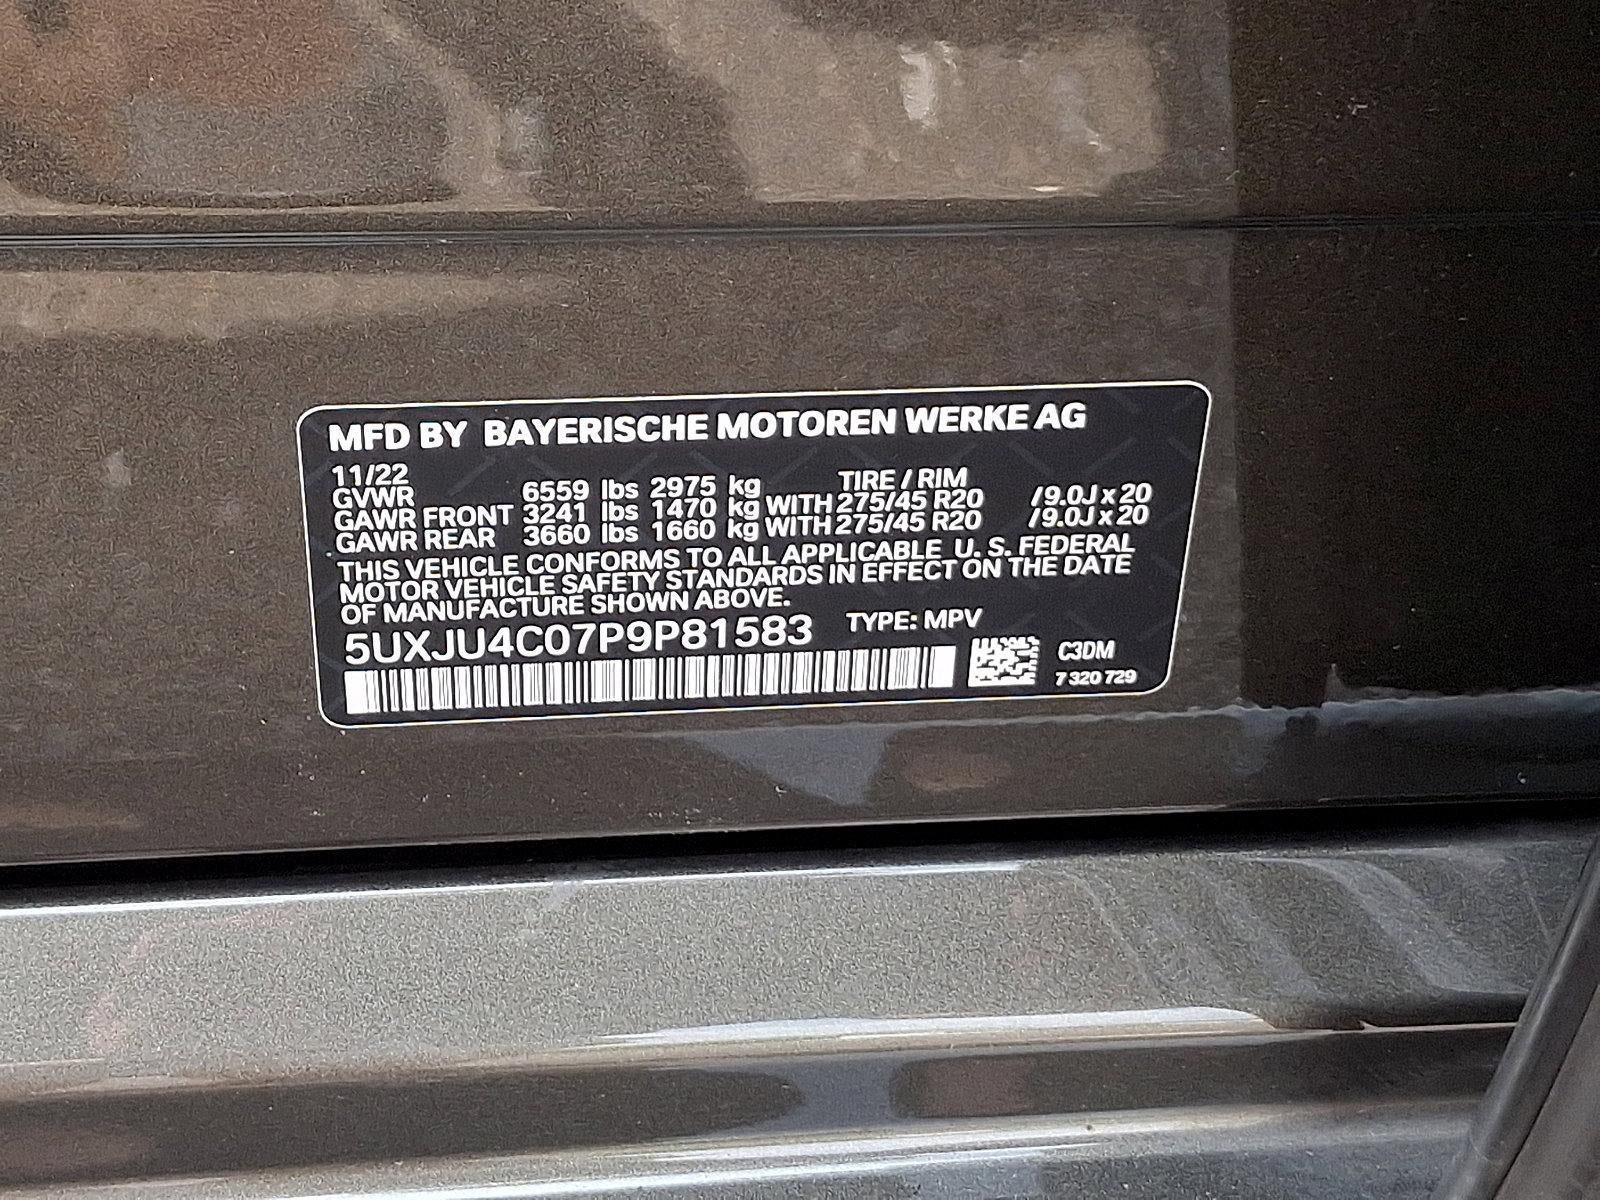 MFD BY BAYERISCHE MOTOREN WERKE AG
11/22 TIRE / RIM
GVWR 6559 lbs 2975 kg
GAWR FRONT 3241 lbs 1470 kg WITH 275/45 R20 /9.0J x 20
GAWR REAR 3660 lbs 1660 kg WITH 275/45 R20 /9.0J x 20
THIS VEHICLE CONFORMS TO ALL APPLICABLE U. S. FEDERAL
MOTOR VEHICLE SAFETY STANDARDS IN EFFECT ON THE DATE
OF MANUFACTURE SHOWN ABOVE.
5UXJU4C07P9P81583 TYPE: MPV
C3DM
7 320 729